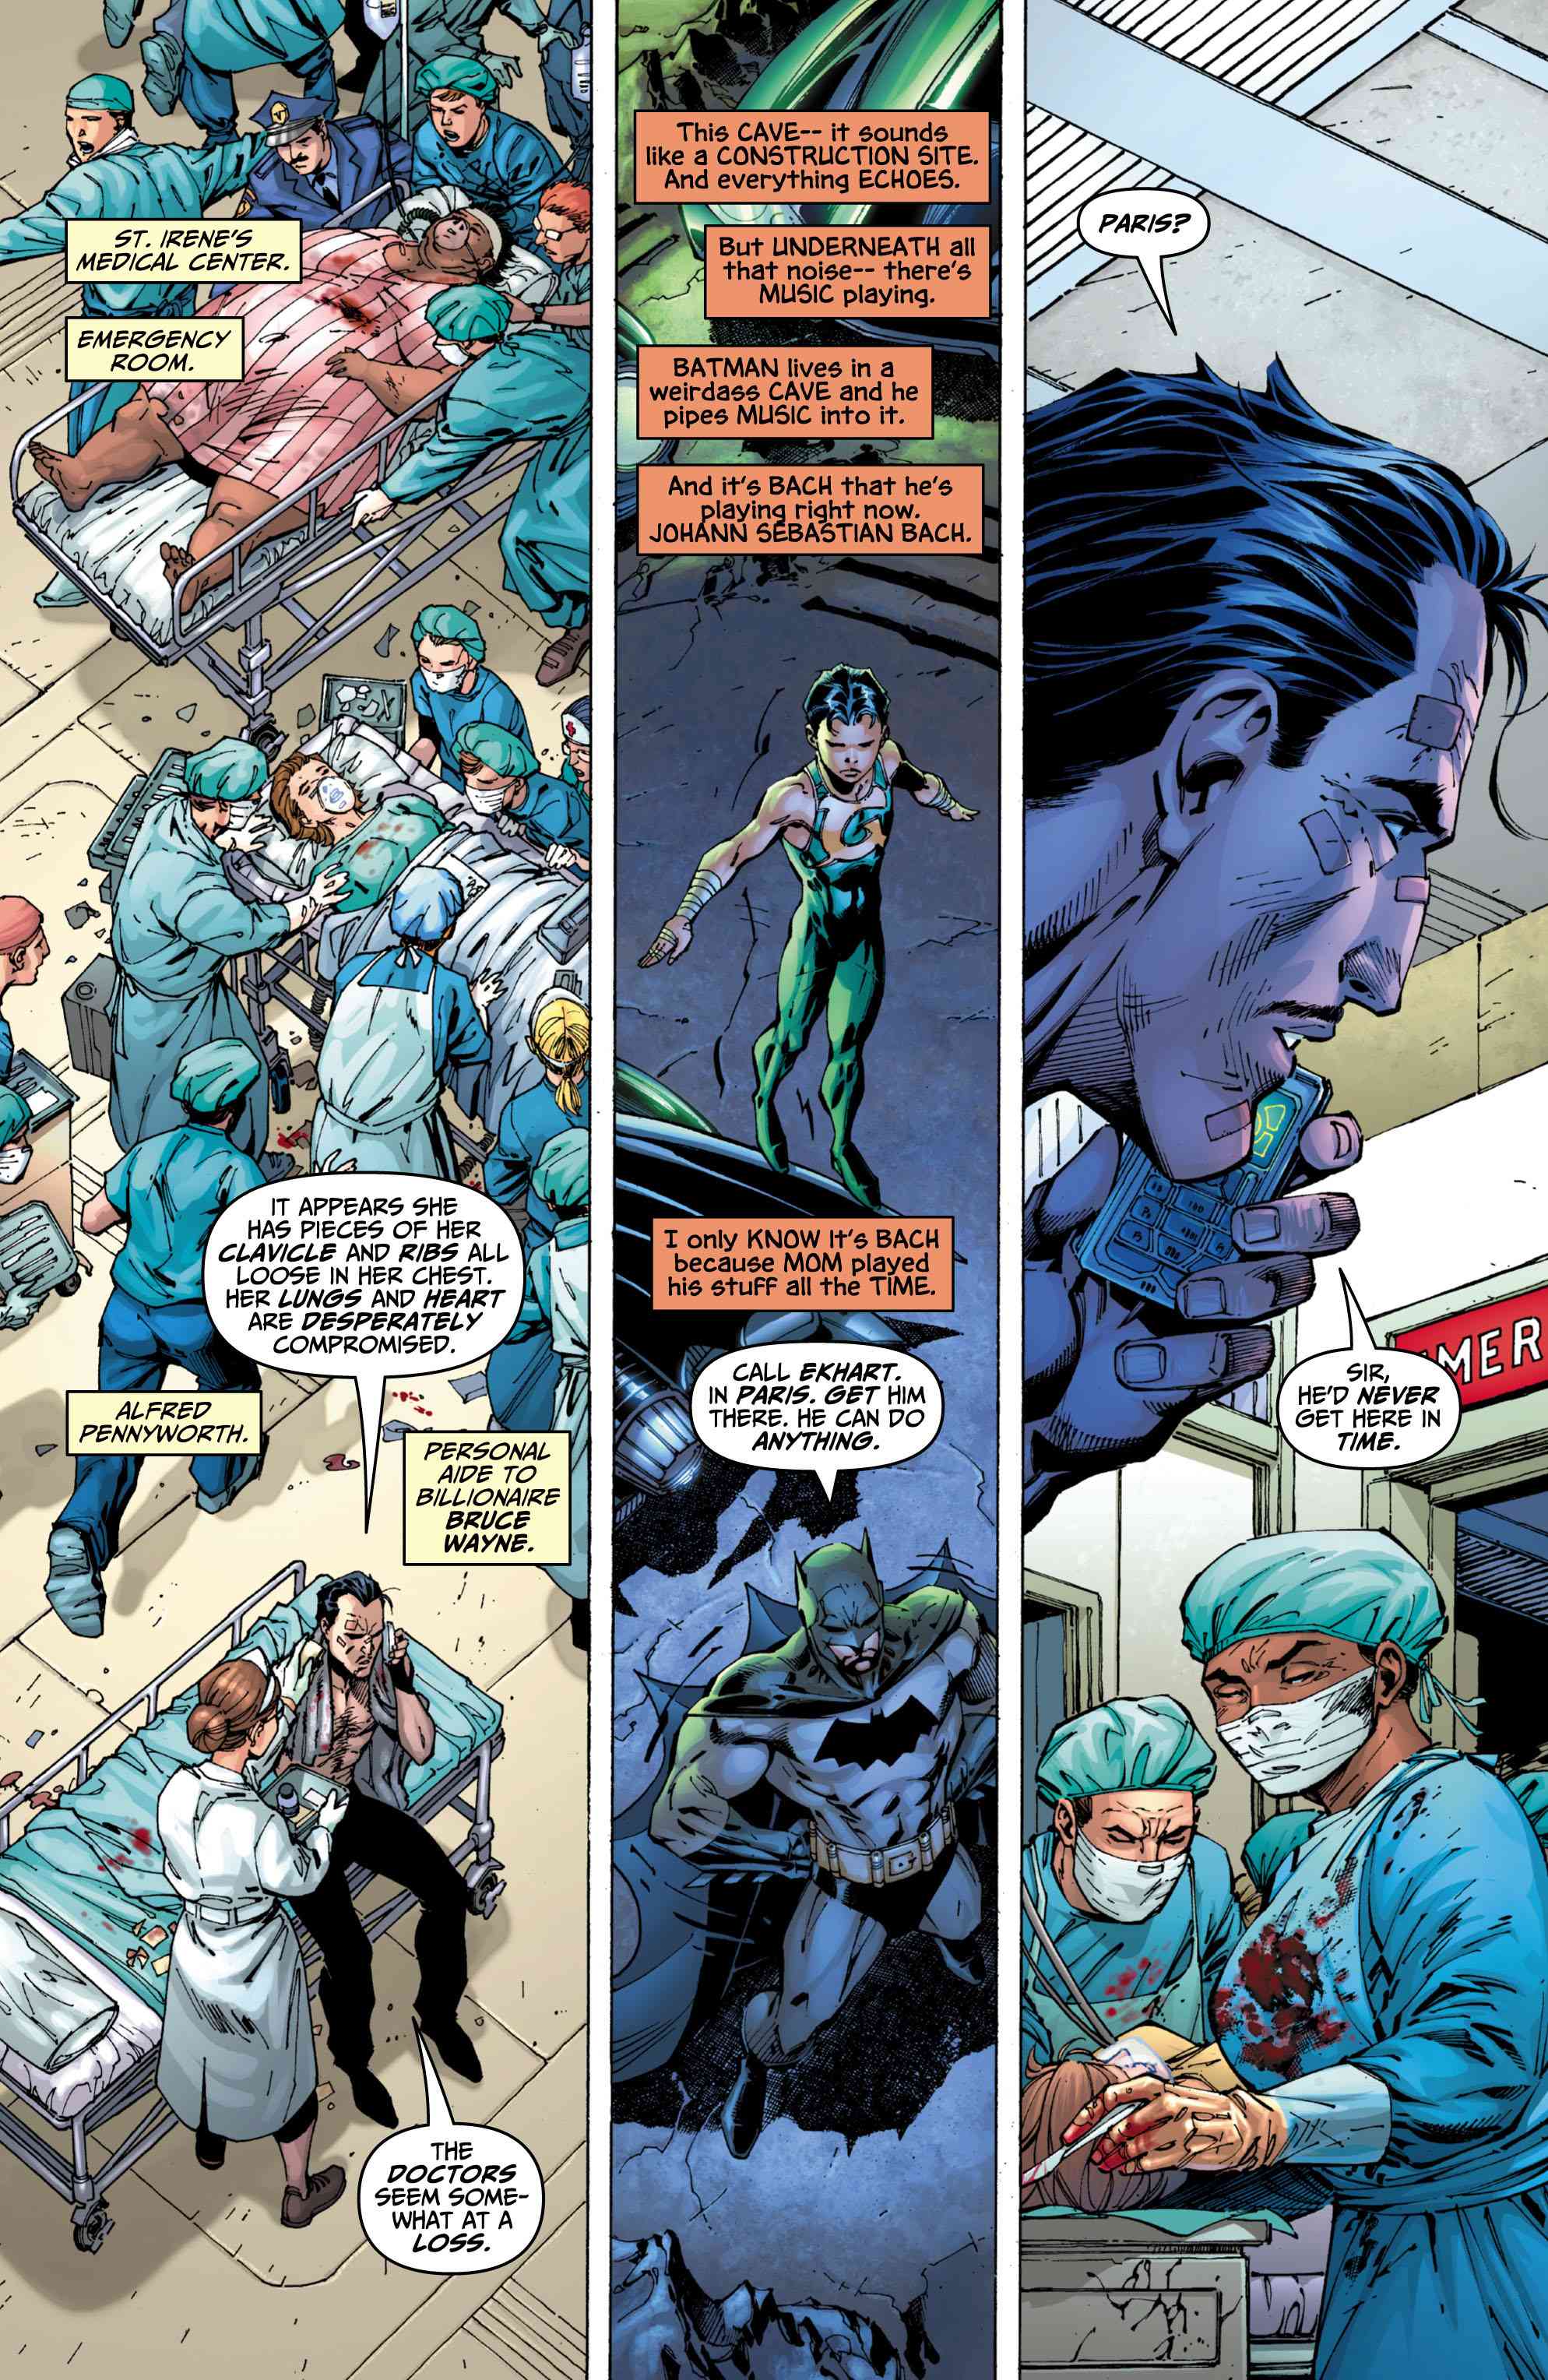 ST. IRENE'S
MEDICAL CENTER.
EMERGENCY
ROOM.
IT APPEARS SHE
HAS PIECES OF HER
CLAVICLE AND RIBS ALL
LOOSE IN HER CHEST.
HER LUNGS AND HEART
ARE DESPERATELY
COMPROMISED.
ALFRED
PENNYWORTH.
PERSONAL
AIDE TO
BILLIONAIRE
BRUCE
WAYNE.
THE
DOCTORS
SEEM SOME-
WHAT AT A
LOSS.
This CAVE-- it sounds
like a CONSTRUCTION SITE.
And everything ECHOES.
But UNDERNEATH all
that noise-- there's
MUSIC playing.
BATMAN lives in a
weirdass CAVE and he
pipes MUSIC into it.
And it's BACH that he's
playing right now.
JOHANN SEBASTIAN BACH.
I only KNOW it's BACH
because MOM played
his stuff all the TIME.
CALL EKHART.
IN PARIS. GET HIM
THERE. HE CAN DO
ANYTHING.
PARIS?
SIR,
HE'D NEVER
GET HERE IN
TIME.
MER